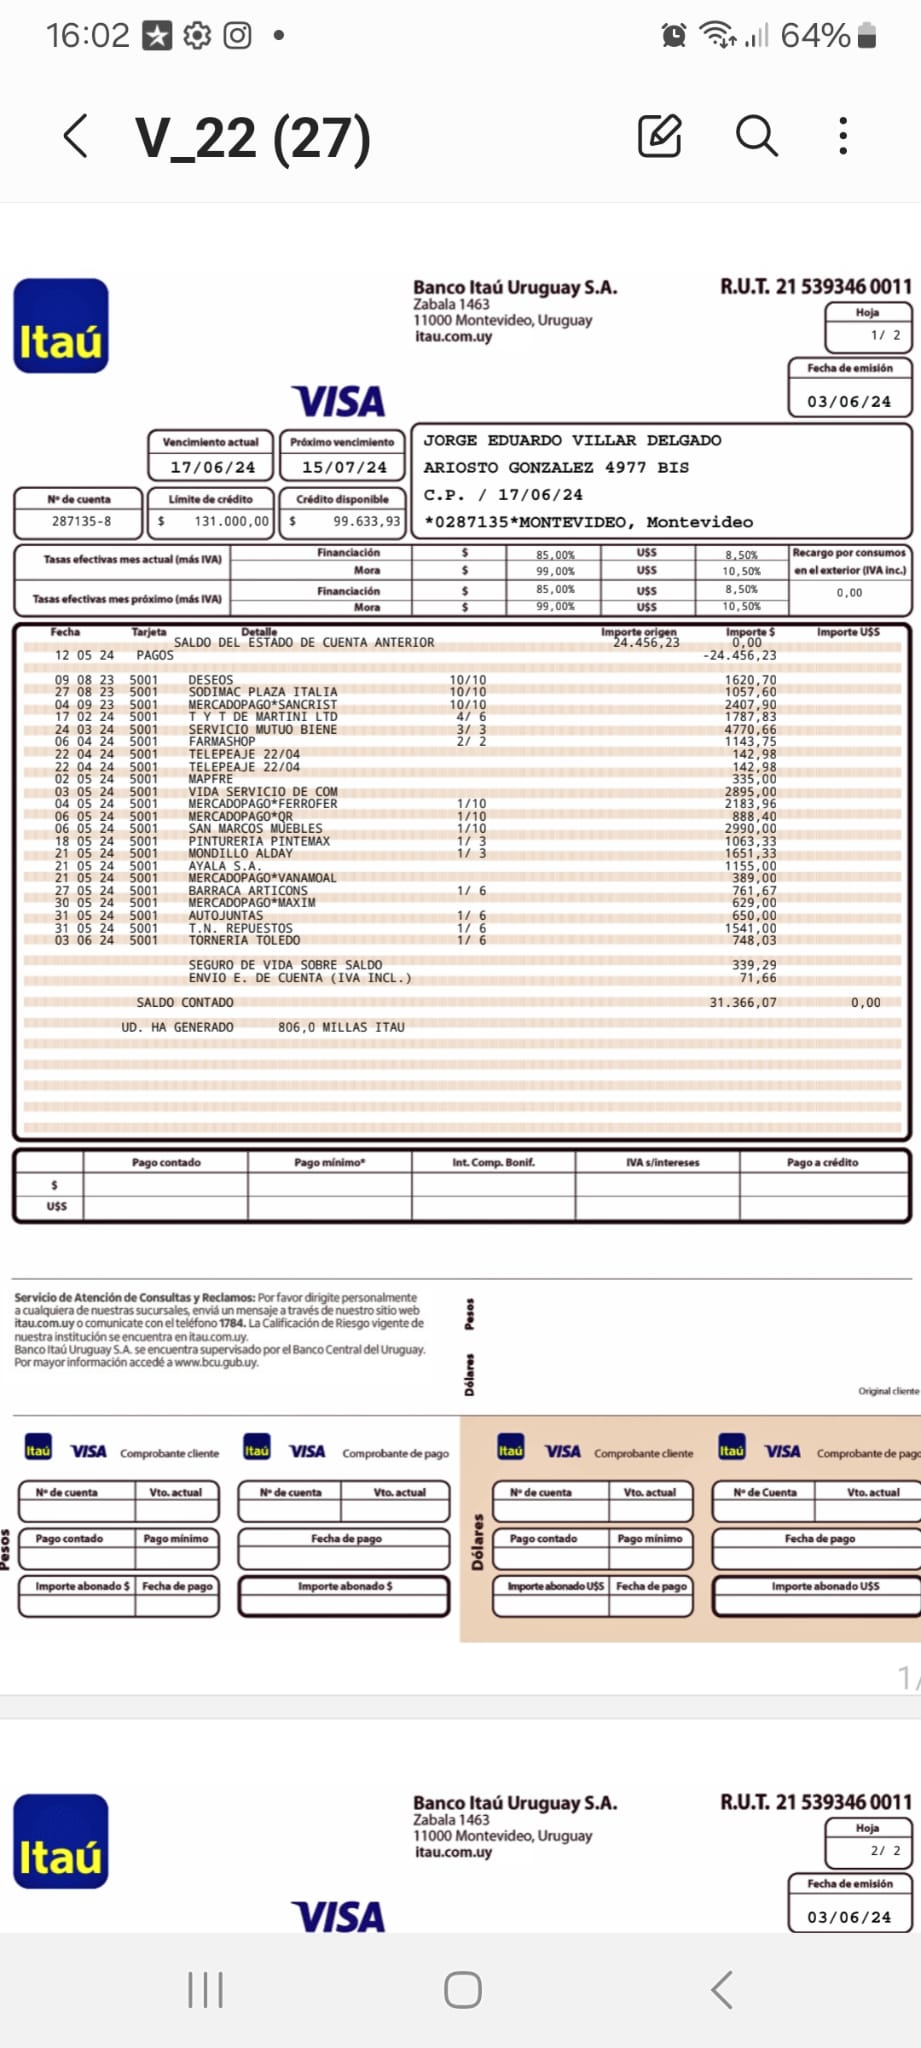 16:02
64%
V_22 (27)
Itaú
Banco Itaú Uruguay S.A.
Zabala 1463
11000 Montevideo, Uruguay
itau.com.uy
R.U.T. 21 539346 0011
Hoja
1/ 2
Fecha de emisión
03/06/24
VISA
Vencimiento actual Próximo vencimiento
17/06/24 15/07/24
Nº de cuenta Límite de crédito Crédito disponible
287135-8 $ 131.000,00 $ 99.633,93
JORGE EDUARDO VILLAR DELGADO
ARIOSTO GONZALEZ 4977 BIS
C.P. / 17/06/24
*0287135*MONTEVIDEO, Montevideo
Tasas efectivas mes actual (más IVA) Financiación $ 85,00% U$S 8,50% Recargo por consumos
Mora $ 99,00% U$S 10,50% en el exterior (IVA inc.)
Tasas efectivas mes próximo (más IVA) Financiación $ 85,00% U$S 8,50% 0,00
Mora $ 99,00% U$S 10,50%
Fecha Tarjeta Detalle Importe origen Importe $ Importe U$S
SALDO DEL ESTADO DE CUENTA ANTERIOR 24.456,23 0,00
12 05 24 PAGOS -24.456,23
09 08 23 5001 DESEOS 10/10 1620,70
27 08 23 5001 SODIMAC PLAZA ITALIA 10/10 1057,60
04 09 23 5001 MERCADOPAGO*SANCRIST 10/10 2407,90
17 02 24 5001 T Y T DE MARTINI LTD 4/ 6 1787,83
24 03 24 5001 SERVICIO MUTUO BIENE 3/ 3 4770,66
06 04 24 5001 FARMASHOP 2/ 2 1143,75
22 04 24 5001 TELEPEAJE 22/04 142,98
22 04 24 5001 TELEPEAJE 22/04 142,98
02 05 24 5001 MAPFRE 335,00
03 05 24 5001 VIDA SERVICIO DE COM 2895,00
04 05 24 5001 MERCADOPAGO*FERROFER 1/10 2183,96
06 05 24 5001 MERCADOPAGO*QR 1/10 888,40
06 05 24 5001 SAN MARCOS MUEBLES 1/10 2990,00
18 05 24 5001 PINTURERIA PINTEMAX 1/ 3 1063,33
21 05 24 5001 MONDILLO ALDAY 1/ 3 1651,33
21 05 24 5001 AYALA S.A. 1155,00
21 05 24 5001 MERCADOPAGO*VANAMOAL 389,00
27 05 24 5001 BARRACA ARTICONS 1/ 6 761,67
30 05 24 5001 MERCADOPAGO*MAXIM 629,00
31 05 24 5001 AUTOJUNTAS 1/ 6 650,00
31 05 24 5001 T.N. REPUESTOS 1/ 6 1541,00
03 06 24 5001 TORNERIA TOLEDO 1/ 6 748,03
SEGURO DE VIDA SOBRE SALDO 339,29
ENVIO E. DE CUENTA (IVA INCL.) 71,66
SALDO CONTADO 31.366,07 0,00
UD. HA GENERADO 806,0 MILLAS ITAU
Pago contado Pago mínimo* Int. Comp. Bonif. IVA s/intereses Pago a crédito
$
U$S
Servicio de Atención de Consultas y Reclamos: Por favor dirigite personalmente
a cualquiera de nuestras sucursales, enviá un mensaje a través de nuestro sitio web
itau.com.uy o comunicate con el teléfono 1784. La Calificación de Riesgo vigente de
nuestra institución se encuentra en itau.com.uy.
Banco Itaú Uruguay S.A. se encuentra supervisado por el Banco Central del Uruguay.
Por mayor información accedé a www.bcu.gub.uy.
Pesos
Dólares
Original cliente
Itaú VISA Comprobante cliente Itaú VISA Comprobante de pago Itaú VISA Comprobante cliente Itaú VISA Comprobante de pago
Nº de cuenta Vto. actual Nº de cuenta Vto. actual Nº de cuenta Vto. actual Nº de Cuenta Vto. actual
Pesos
Dólares
Pago contado Pago mínimo Fecha de pago Pago contado Pago mínimo Fecha de pago
Importe abonado $ Fecha de pago Importe abonado $ Importe abonado U$S Fecha de pago Importe abonado U$S
1/
Itaú
Banco Itaú Uruguay S.A.
Zabala 1463
11000 Montevideo, Uruguay
itau.com.uy
R.U.T. 21 539346 0011
Hoja
2/ 2
Fecha de emisión
03/06/24
VISA